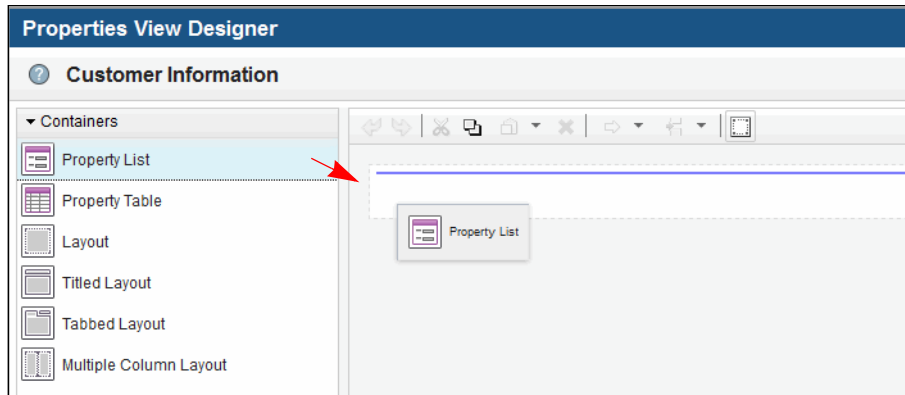 Properties View Designer
Customer Information
Containers
Property List
Property Table
Layout
Titled Layout
Tabbed Layout
Multiple Column Layout
Property List